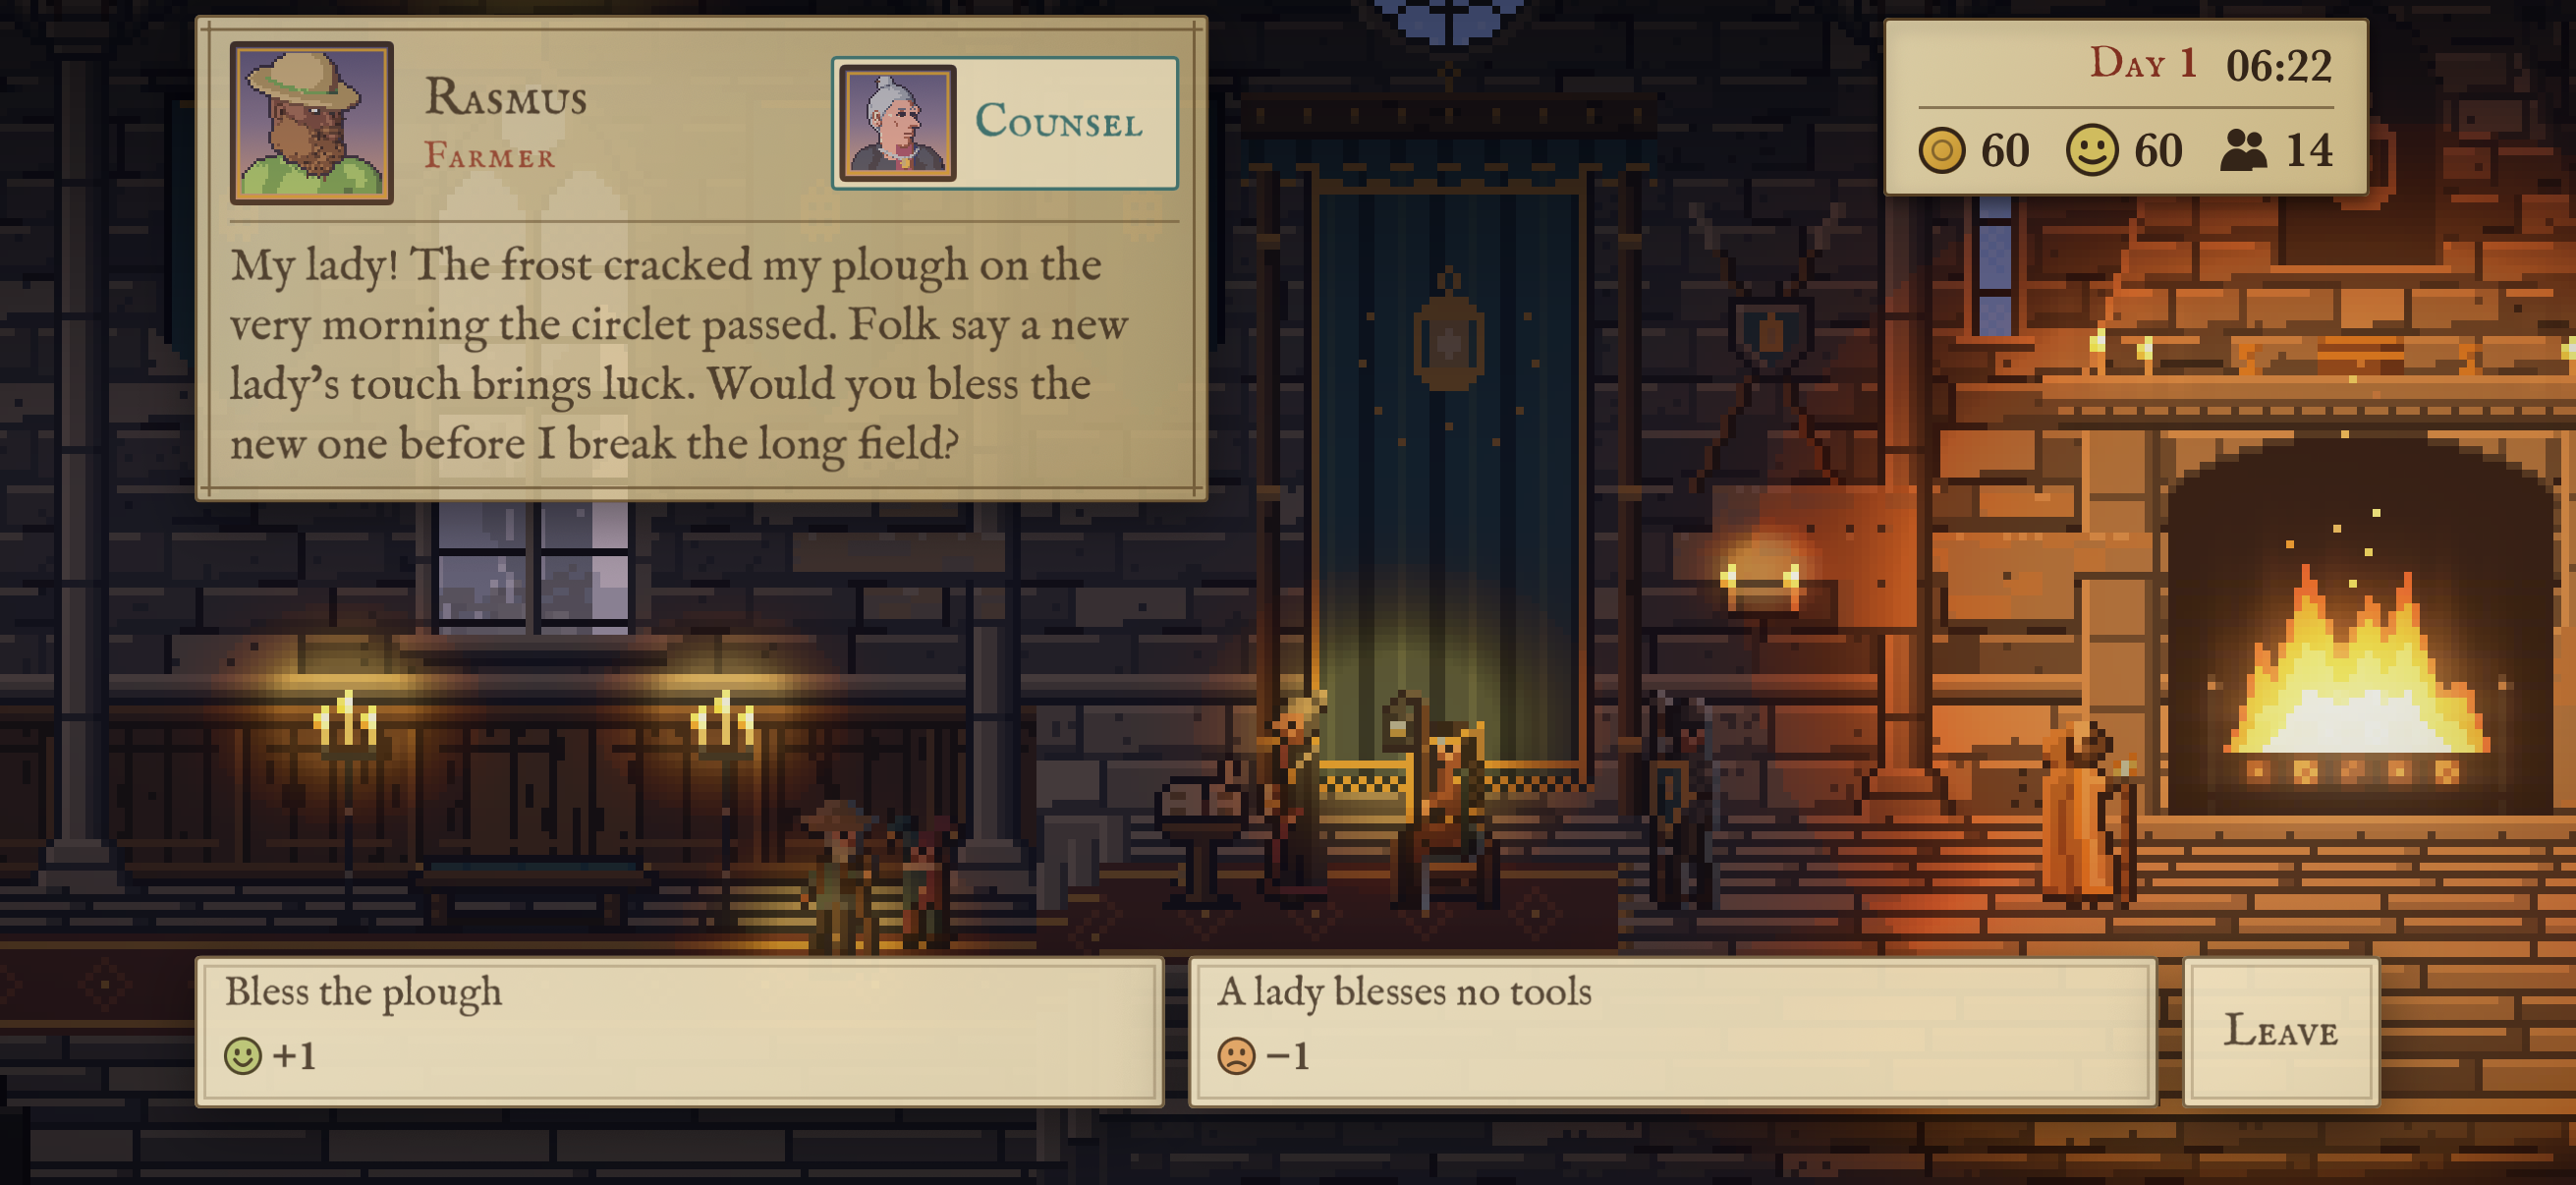 Rasmus
Farmer
Counsel
My lady! The frost cracked my plough on the
very morning the circlet passed. Folk say a new
lady's touch brings luck. Would you bless the
new one before I break the long field?
Day 1 06:22
60 60 14
Bless the plough
+1
A lady blesses no tools
−1
Leave